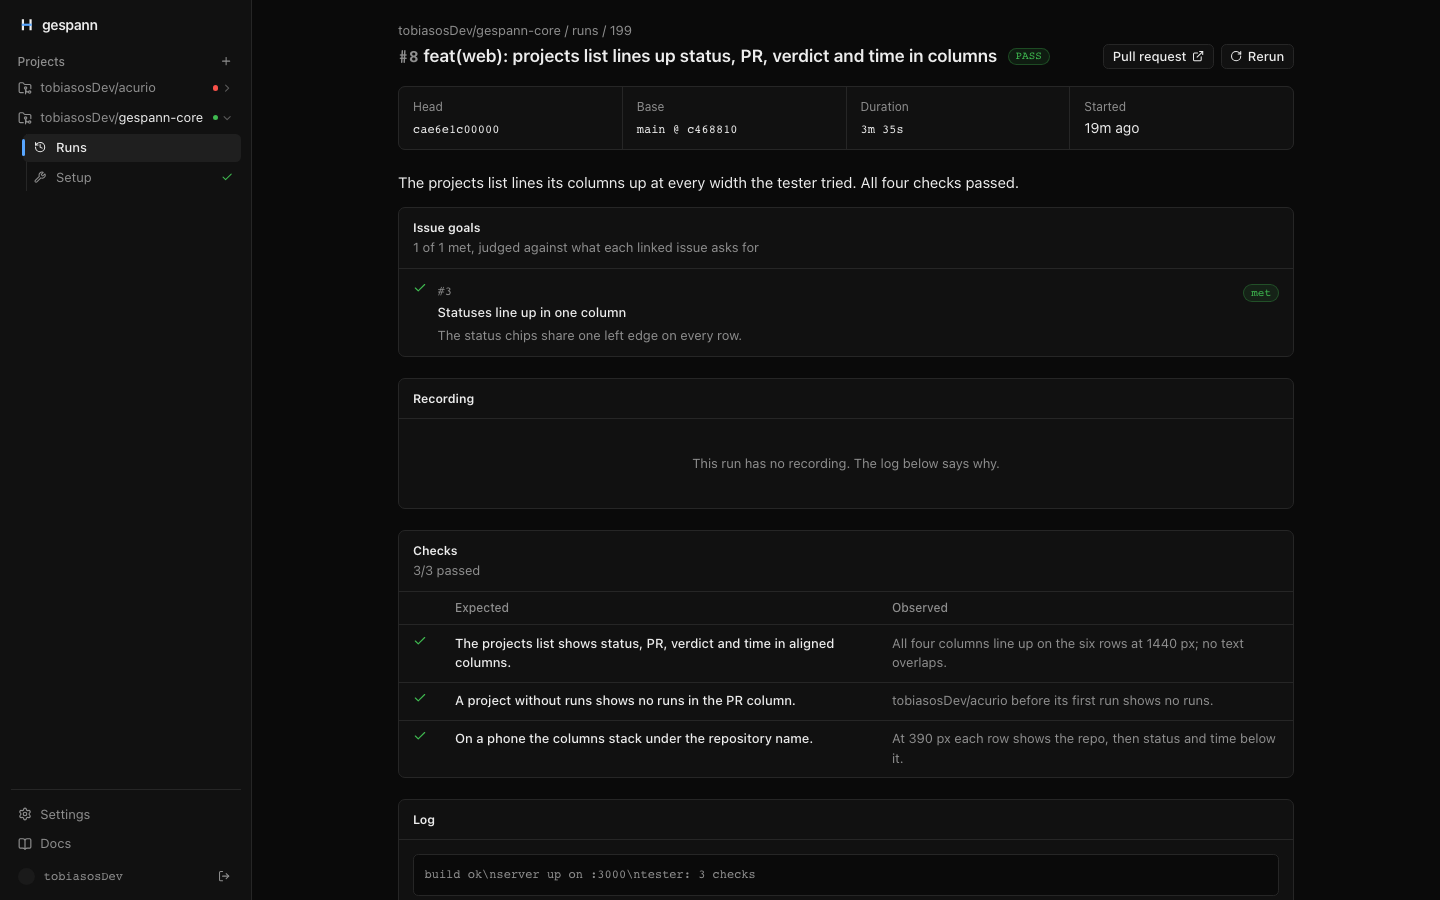 gespann
Projects
tobiasosDev/acurio
tobiasosDev/gespann-core
Runs
Setup
Settings
Docs
tobiasosDev
tobiasosDev/gespann-core / runs / 199
#8 feat(web): projects list lines up status, PR, verdict and time in columns
PASS
Pull request
Rerun
Head
cae6e1c00000
Base
main @ c468810
Duration
3m 35s
Started
19m ago
The projects list lines its columns up at every width the tester tried. All four checks passed.
Issue goals
1 of 1 met, judged against what each linked issue asks for
#3
met
Statuses line up in one column
The status chips share one left edge on every row.
Recording
This run has no recording. The log below says why.
Checks
3/3 passed
Expected
Observed
The projects list shows status, PR, verdict and time in aligned
columns.
All four columns line up on the six rows at 1440 px; no text
overlaps.
A project without runs shows no runs in the PR column.
tobiasosDev/acurio before its first run shows no runs.
On a phone the columns stack under the repository name.
At 390 px each row shows the repo, then status and time below
it.
Log
build ok\nserver up on :3000\ntester: 3 checks